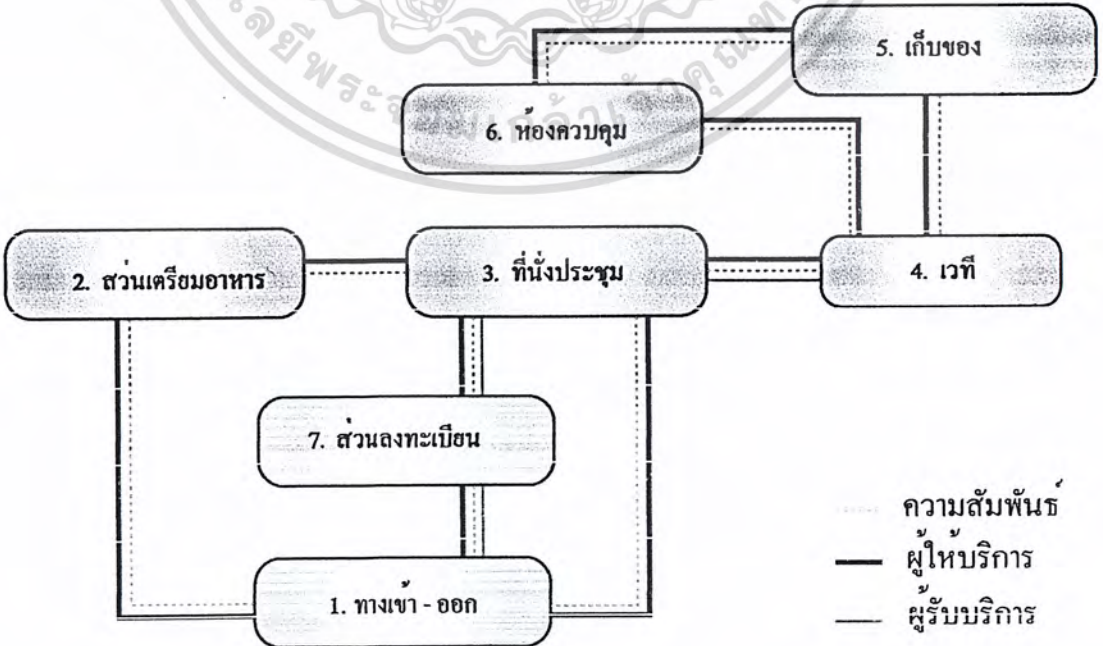 5. เก็บของ
6. ห้องควบคุม
2. ส่วนเตรียมอาหาร
3. ที่นั่งประชุม
4. เวที
7. ส่วนลงทะเบียน
1. ทางเข้า - ออก
ความสัมพันธ์
ผู้ให้บริการ
ผู้รับบริการ